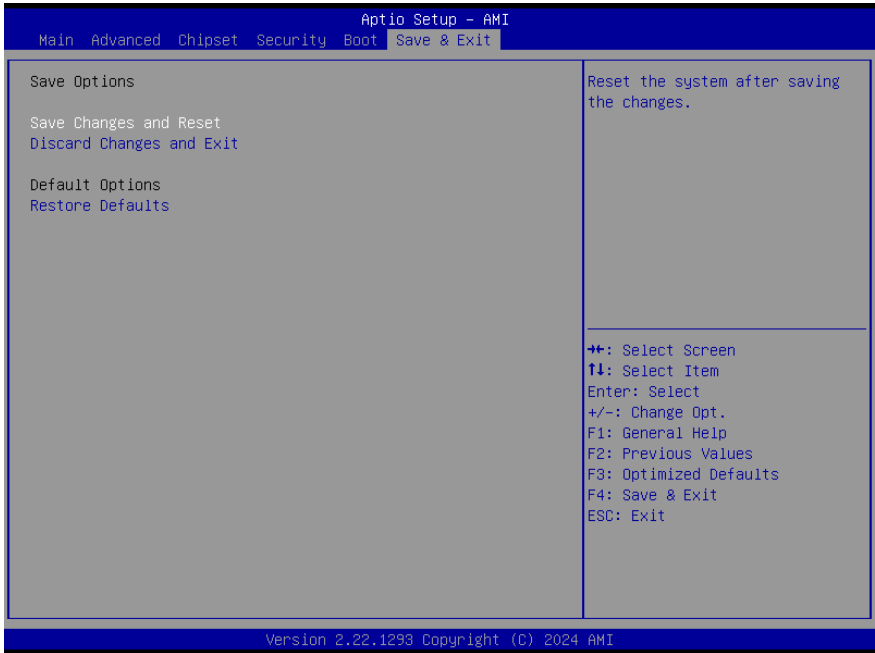 Aptio Setup – AMI
Main Advanced Chipset Security Boot Save & Exit
Save Options
Save Changes and Reset
Discard Changes and Exit
Default Options
Restore Defaults
Reset the system after saving
the changes.
→←: Select Screen
↑↓: Select Item
Enter: Select
+/-: Change Opt.
F1: General Help
F2: Previous Values
F3: Optimized Defaults
F4: Save & Exit
ESC: Exit
Version 2.22.1293 Copyright (C) 2024 AMI